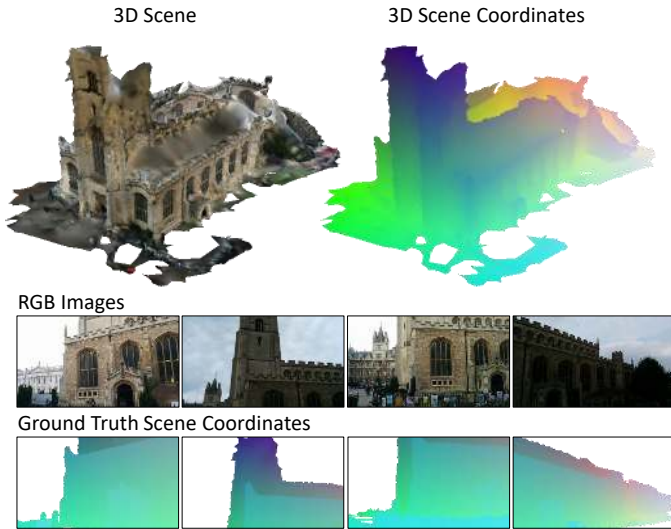 3D Scene
3D Scene Coordinates
RGB Images
Ground Truth Scene Coordinates